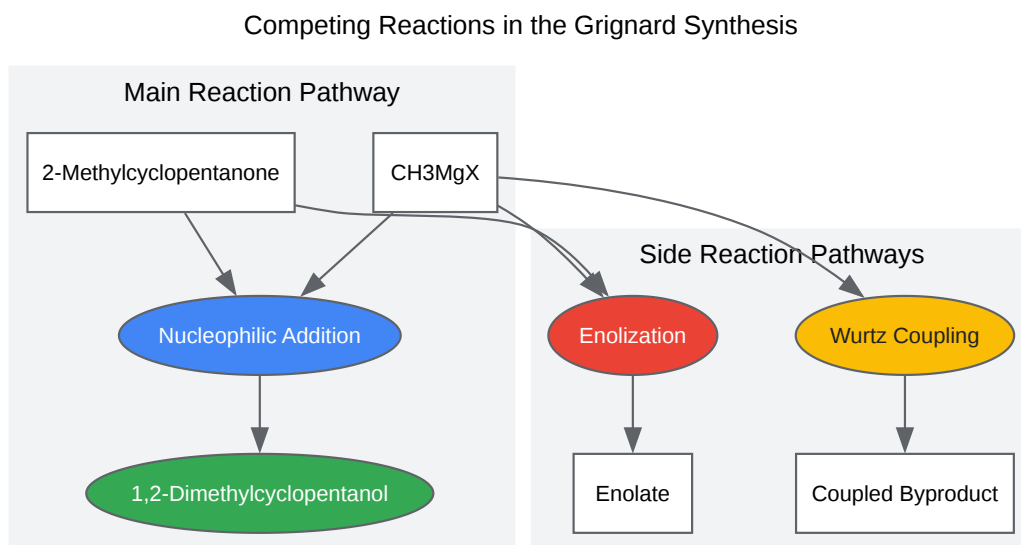 Competing Reactions in the Grignard Synthesis
Main Reaction Pathway
2-Methylcyclopentanone
CH3MgX
Side Reaction Pathways
Nucleophilic Addition
Enolization
Wurtz Coupling
1,2-Dimethylcyclopentanol
Enolate
Coupled Byproduct